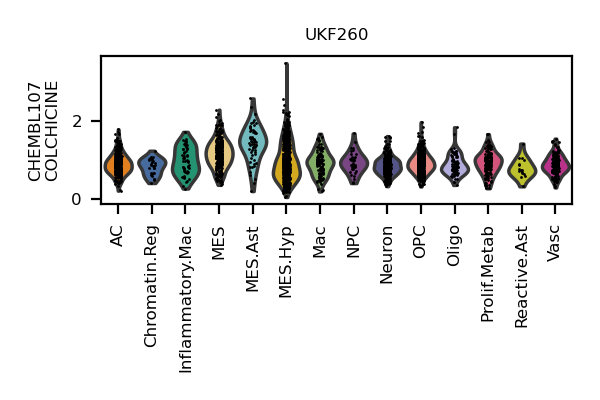 UKF260
CHEMBL107
COLCHICINE
2
0
AC
Chromatin.Reg
Inflammatory.Mac
MES
MES.Ast
MES.Hyp
Mac
NPC
Neuron
OPC
Oligo
Prolif.Metab
Reactive.Ast
Vasc